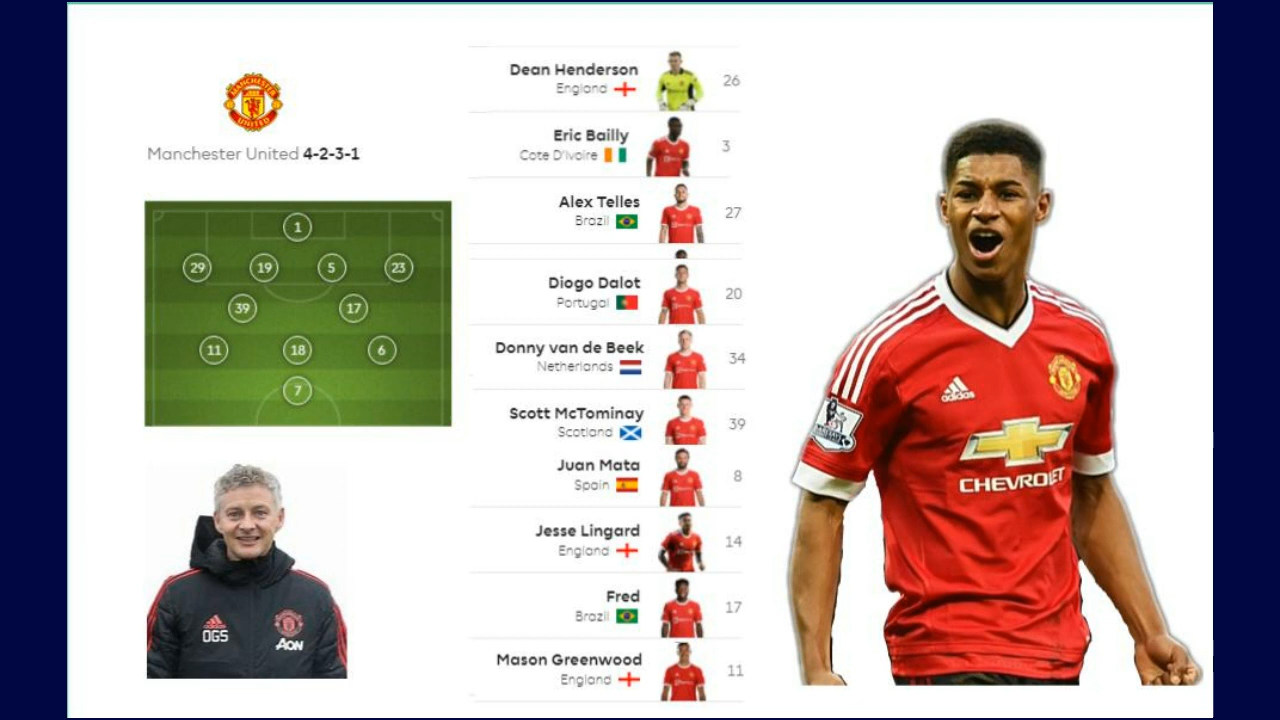 MANCHESTER
UNITED
Manchester United 4-2-3-1
1
29 19 5 23
39 17
11 18 6
7
OGS
AON
Dean Henderson
England
26
Eric Bailly
Cote D'Ivoire
3
Alex Telles
Brazil
27
Diogo Dalot
Portugal
20
Donny van de Beek
Netherlands
34
Scott McTominay
Scotland
39
Juan Mata
Spain
8
Jesse Lingard
England
14
Fred
Brazil
17
Mason Greenwood
England
11
adidas
CHEVROLET